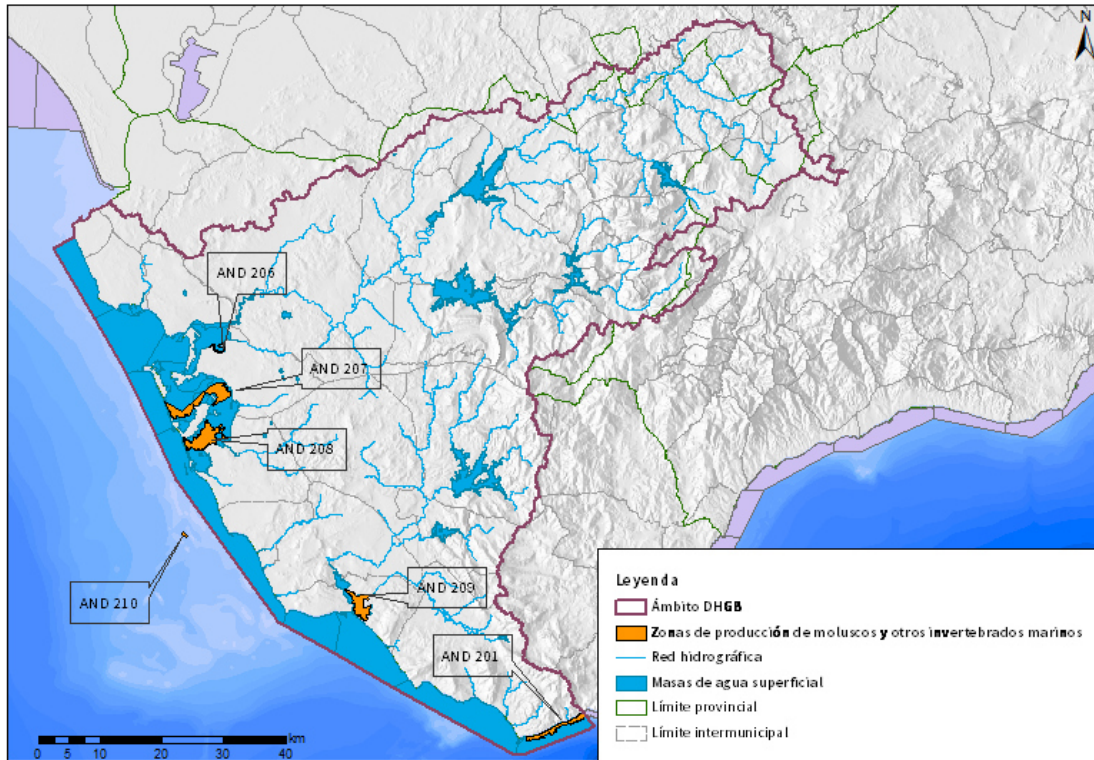 N
AND 206
AND 207
AND 208
AND 210
AND 209
AND 201
km
0 5 10 20 30 40
Leyenda
Ámbito DHGB
Zonas de producción de moluscos y otros invertebrados marinos
Red hidrográfica
Masas de agua superficial
Límite provincial
Límite intermunicipal